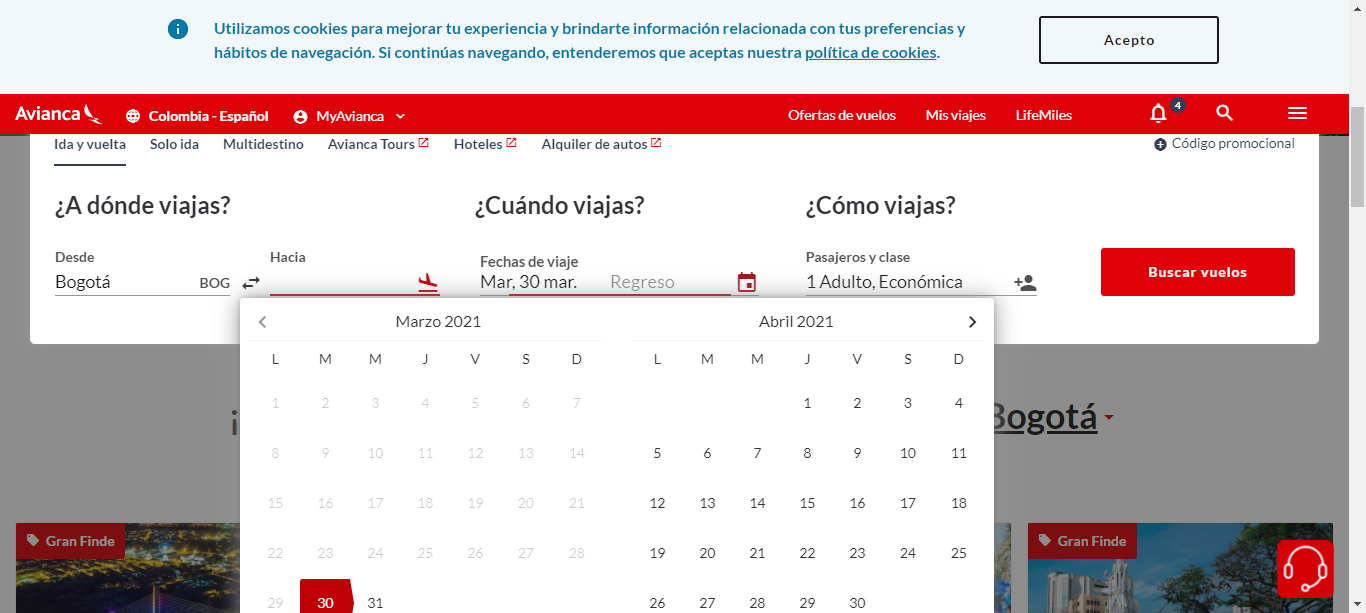 Utilizamos cookies para mejorar tu experiencia y brindarte información relacionada con tus preferencias y
hábitos de navegación. Si continúas navegando, entenderemos que aceptas nuestra política de cookies.
Acepto
Avianca Colombia - Español MyAvianca Ofertas de vuelos Mis viajes LifeMiles 4
Ida y vuelta Solo ida Multidestino Avianca Tours Hoteles Alquiler de autos Código promocional
¿A dónde viajas? ¿Cuándo viajas? ¿Cómo viajas?
Desde Hacia Fechas de viaje Pasajeros y clase
Bogotá BOG Mar, 30 mar. Regreso 1 Adulto, Económica
Buscar vuelos
Marzo 2021 Abril 2021
L M M J V S D L M M J V S D
1 2 3 4 5 6 7 1 2 3 4
8 9 10 11 12 13 14 5 6 7 8 9 10 11
15 16 17 18 19 20 21 12 13 14 15 16 17 18
22 23 24 25 26 27 28 19 20 21 22 23 24 25
29 30 31 26 27 28 29 30
Bogotá
Gran Finde Gran Finde